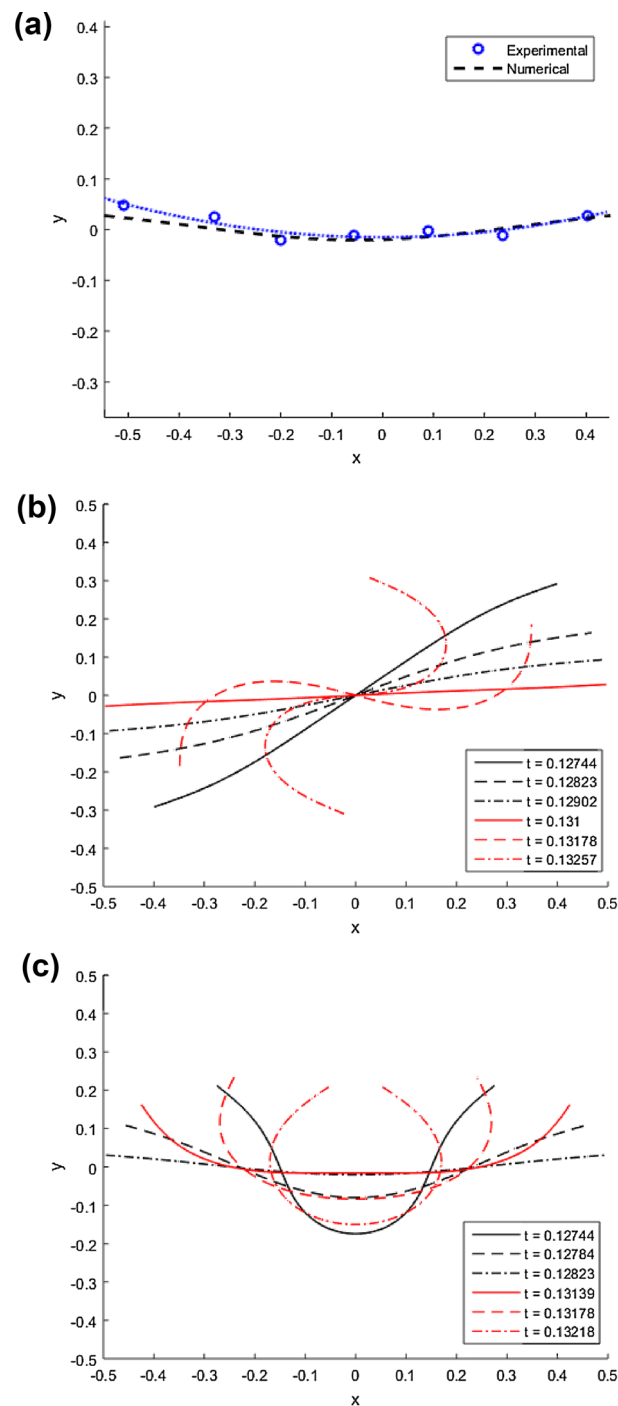 (a)
0.4
0.3
0.2
0.1
0
-0.1
-0.2
-0.3
y
Experimental
Numerical
-0.5 -0.4 -0.3 -0.2 -0.1 0 0.1 0.2 0.3 0.4
x
(b)
0.5
0.4
0.3
0.2
0.1
0
-0.1
-0.2
-0.3
-0.4
-0.5
y
t = 0.12744
t = 0.12823
t = 0.12902
t = 0.131
t = 0.13178
t = 0.13257
-0.5 -0.4 -0.3 -0.2 -0.1 0 0.1 0.2 0.3 0.4 0.5
x
(c)
0.5
0.4
0.3
0.2
0.1
0
-0.1
-0.2
-0.3
-0.4
-0.5
y
t = 0.12744
t = 0.12784
t = 0.12823
t = 0.13139
t = 0.13178
t = 0.13218
-0.5 -0.4 -0.3 -0.2 -0.1 0 0.1 0.2 0.3 0.4 0.5
x